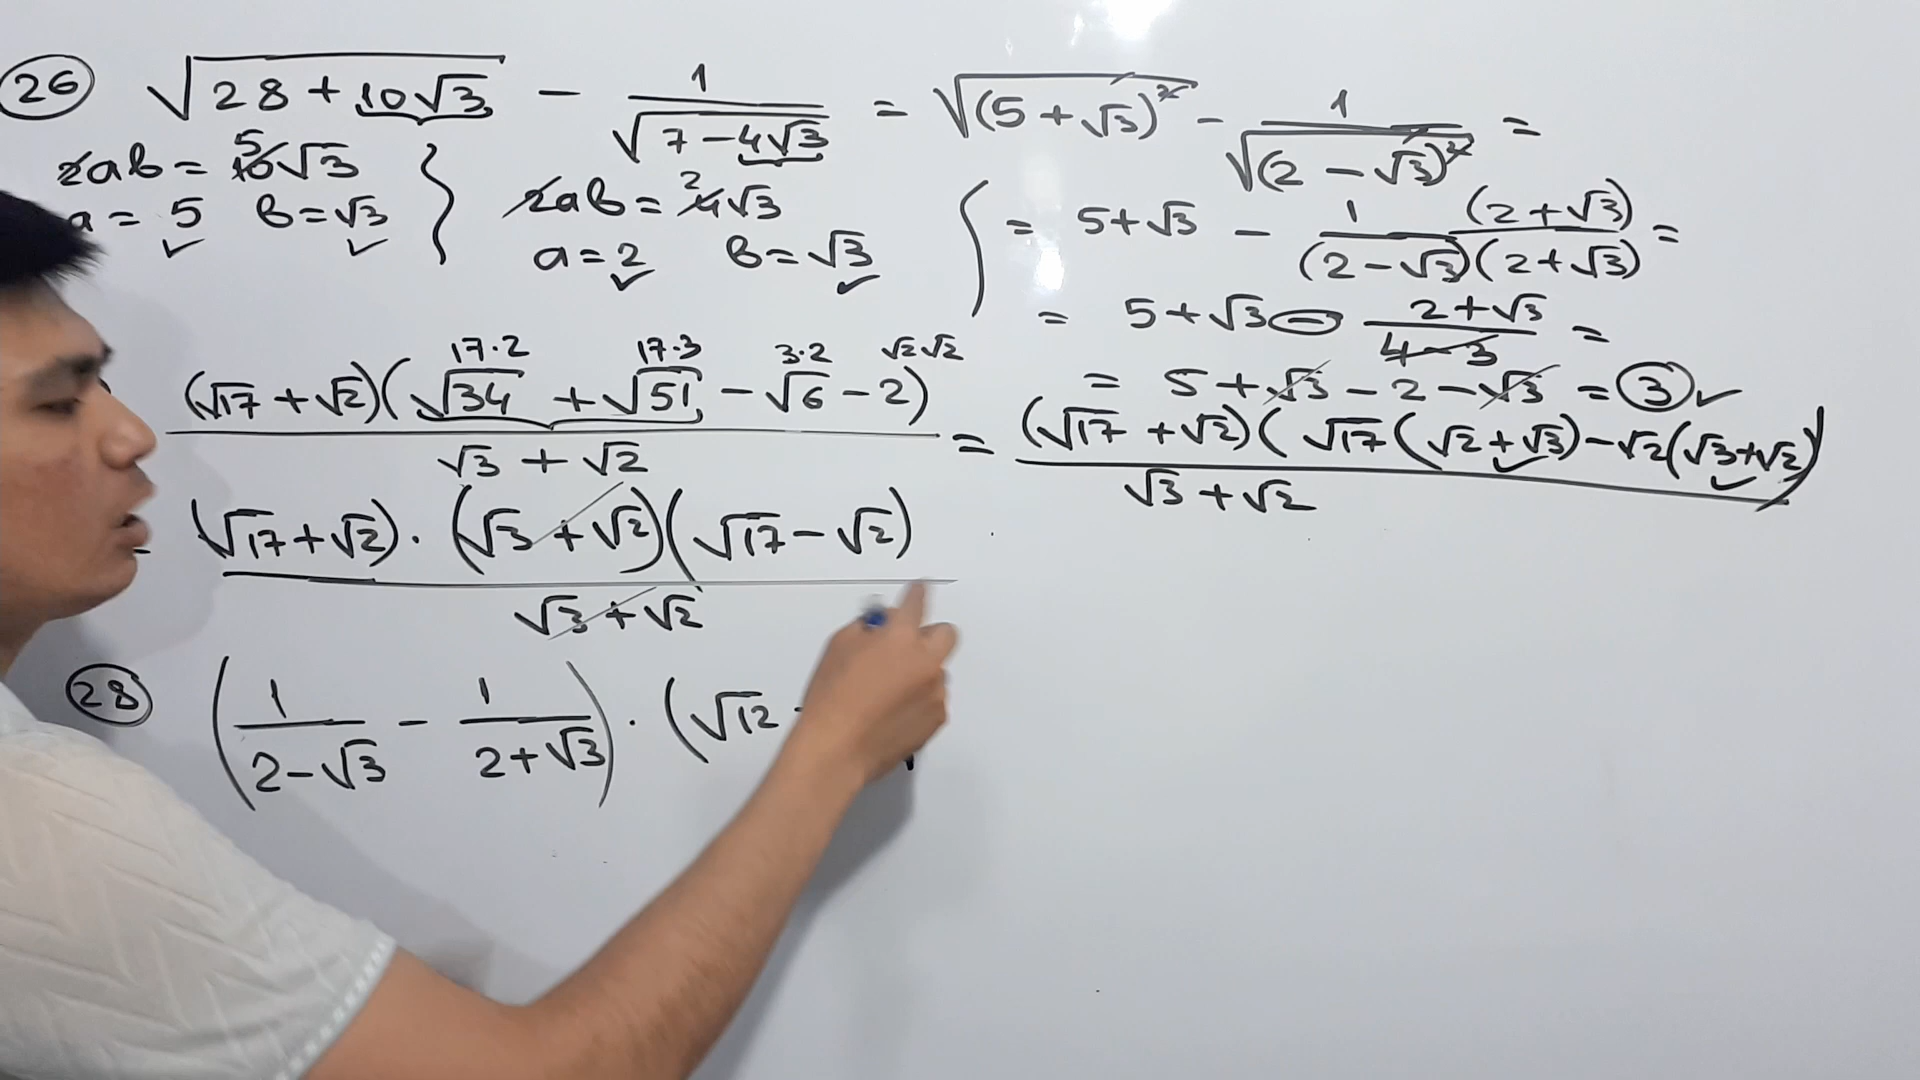 26 √(28 + 10√3) − 1/√(7 − 4√3) = √((5 + √3)²) − 1/√((2 − √3)²) =
2ab = 10√3 5
a = 5 b = √3
2ab = 4√3 2
a = 2 b = √3
= 5 + √3 − 1/(2 − √3) (2 + √3)/(2 + √3) =
= 5 + √3 − (2 + √3)/(4 − 3) =
= 5 + √3 − 2 − √3 = 3
17·2 17·3 3·2 √2 √2
(√17 + √2)(√34 + √51 − √6 − 2)/(√3 + √2) = (√17 + √2)(√17(√2 + √3) − √2(√3 + √2))/(√3 + √2)
(√17 + √2) · (√3 + √2)(√17 − √2)/(√3 + √2)
28 (1/(2 − √3) − 1/(2 + √3)) · (√12